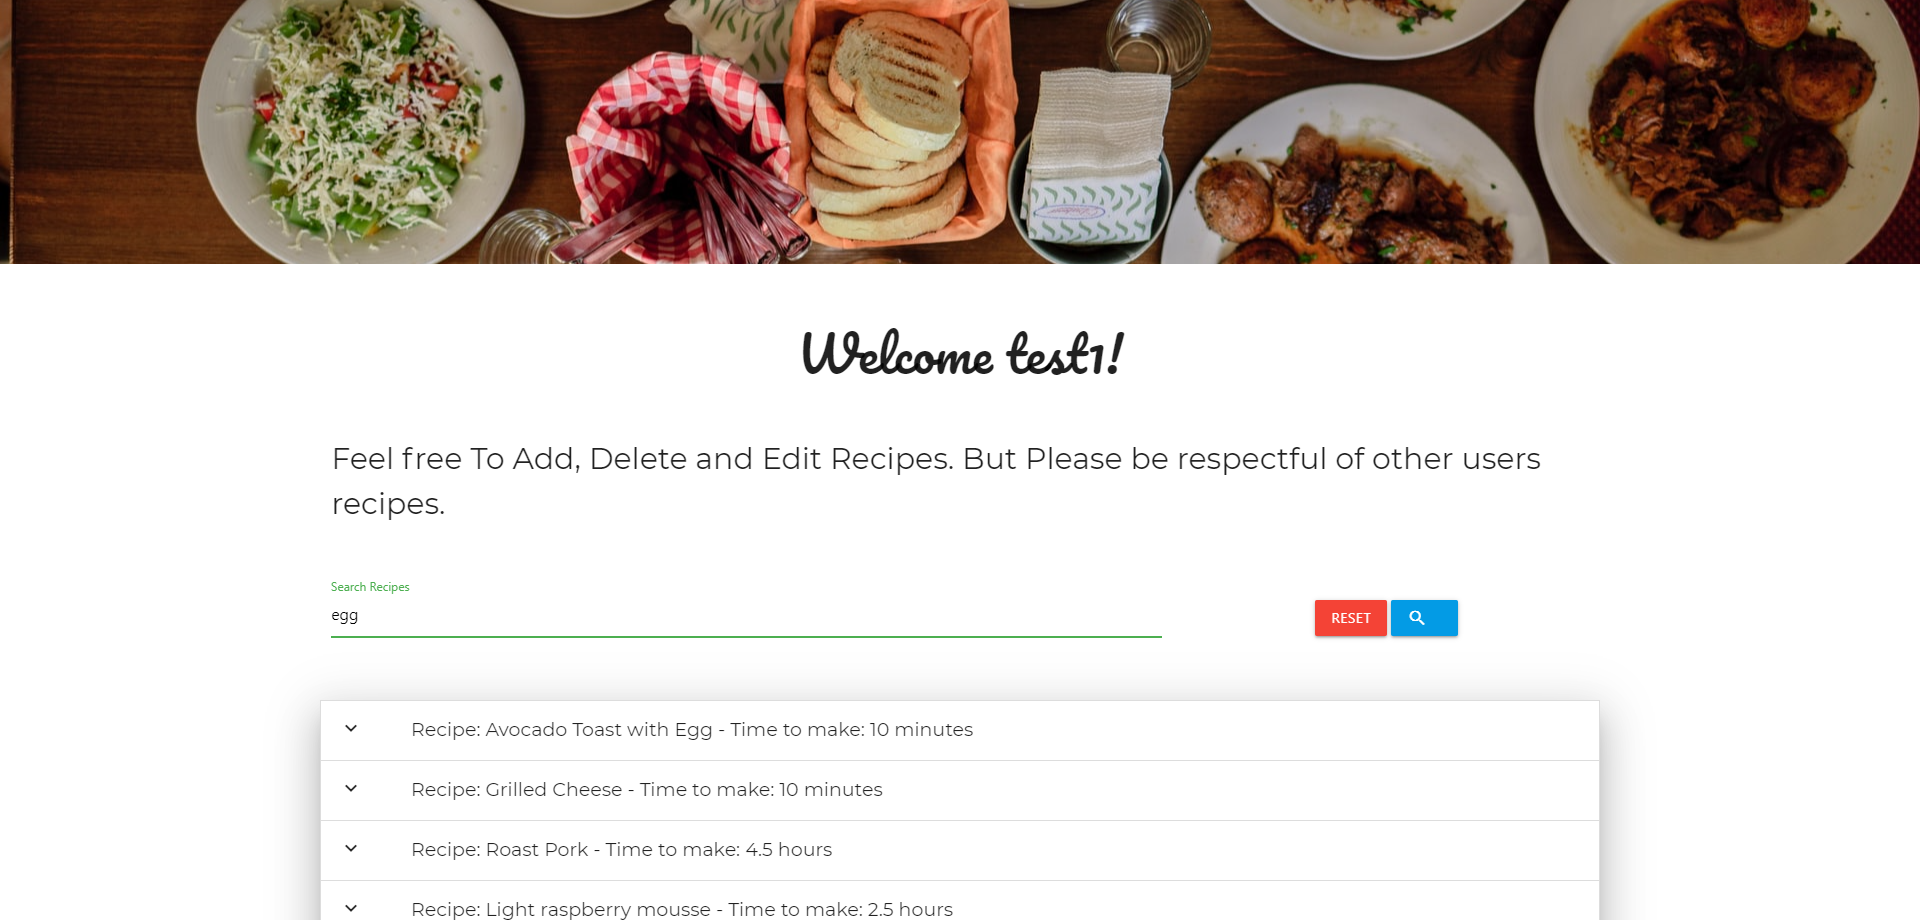 Welcome test1!
Feel free To Add, Delete and Edit Recipes. But Please be respectful of other users
recipes.
Search Recipes
egg
RESET
Recipe: Avocado Toast with Egg - Time to make: 10 minutes
Recipe: Grilled Cheese - Time to make: 10 minutes
Recipe: Roast Pork - Time to make: 4.5 hours
Recipe: Light raspberry mousse - Time to make: 2.5 hours